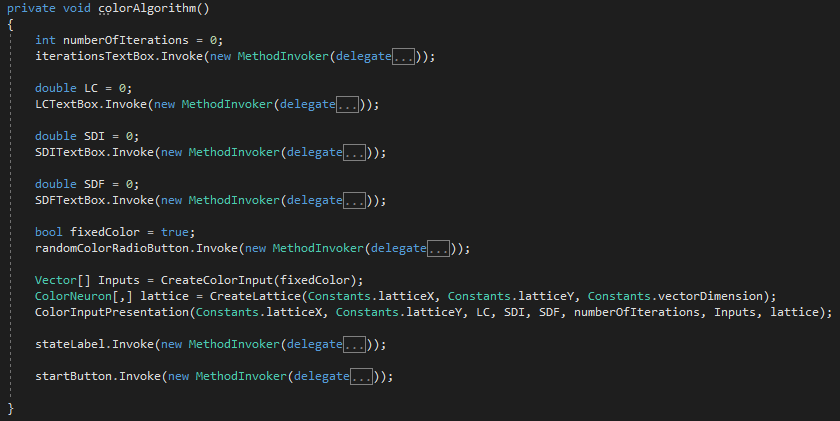 private void colorAlgorithm()
{
int numberOfIterations = 0;
iterationsTextBox.Invoke(new MethodInvoker(delegate...));
double LC = 0;
LCTextBox.Invoke(new MethodInvoker(delegate...));
double SDI = 0;
SDITextBox.Invoke(new MethodInvoker(delegate...));
double SDF = 0;
SDFTextBox.Invoke(new MethodInvoker(delegate...));
bool fixedColor = true;
randomColorRadioButton.Invoke(new MethodInvoker(delegate...));
Vector[] Inputs = CreateColorInput(fixedColor);
ColorNeuron[,] lattice = CreateLattice(Constants.latticeX, Constants.latticeY, Constants.vectorDimension);
ColorInputPresentation(Constants.latticeX, Constants.latticeY, LC, SDI, SDF, numberOfIterations, Inputs, lattice);
stateLabel.Invoke(new MethodInvoker(delegate...));
startButton.Invoke(new MethodInvoker(delegate...));
}